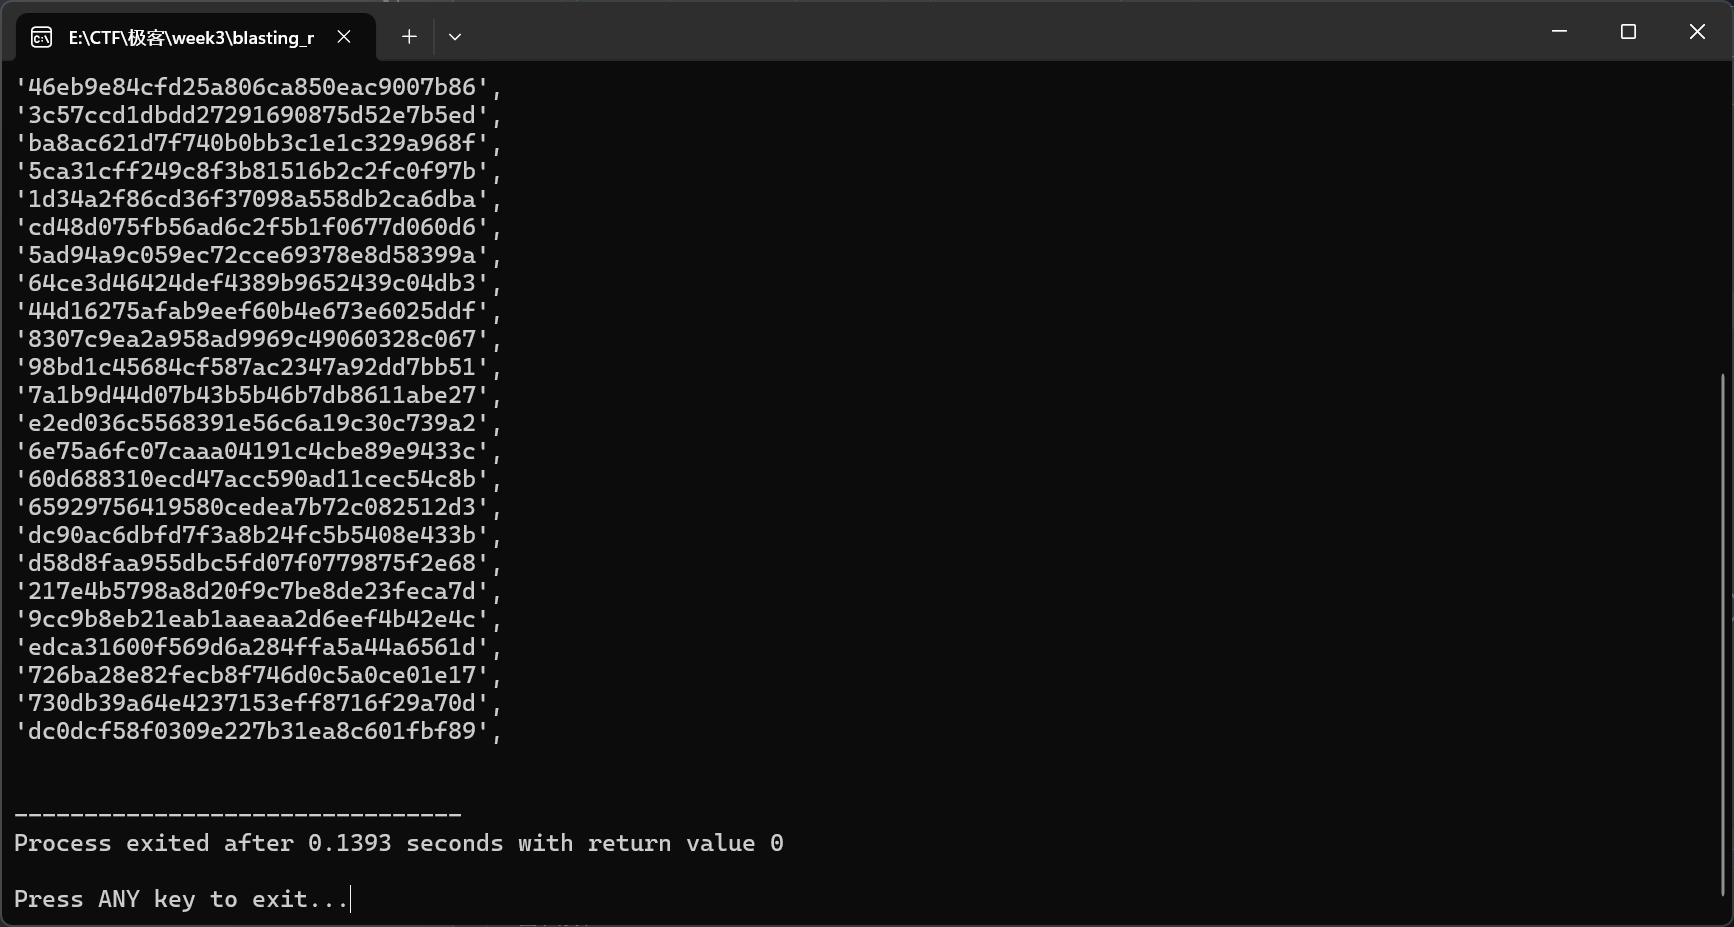 E:\CTF\极客\week3\blasting_r
'46eb9e84cfd25a806ca850eac9007b86',
'3c57ccd1dbdd27291690875d52e7b5ed',
'ba8ac621d7f740b0bb3c1e1c329a968f',
'5ca31cff249c8f3b81516b2c2fc0f97b',
'1d34a2f86cd36f37098a558db2ca6dba',
'cd48d075fb56ad6c2f5b1f0677d060d6',
'5ad94a9c059ec72cce69378e8d58399a',
'64ce3d46424def4389b9652439c04db3',
'44d16275afab9eef60b4e673e6025ddf',
'8307c9ea2a958ad9969c49060328c067',
'98bd1c45684cf587ac2347a92dd7bb51',
'7a1b9d44d07b43b5b46b7db8611abe27',
'e2ed036c5568391e56c6a19c30c739a2',
'6e75a6fc07caaa04191c4cbe89e9433c',
'60d688310ecd47acc590ad11cec54c8b',
'65929756419580cedea7b72c082512d3',
'dc90ac6dbfd7f3a8b24fc5b5408e433b',
'd58d8faa955dbc5fd07f0779875f2e68',
'217e4b5798a8d20f9c7be8de23feca7d',
'9cc9b8eb21eab1aaeaa2d6eef4b42e4c',
'edca31600f569d6a284ffa5a44a6561d',
'726ba28e82fecb8f746d0c5a0ce01e17',
'730db39a64e4237153eff8716f29a70d',
'dc0dcf58f0309e227b31ea8c601fbf89',
--------------------------------
Process exited after 0.1393 seconds with return value 0
Press ANY key to exit...